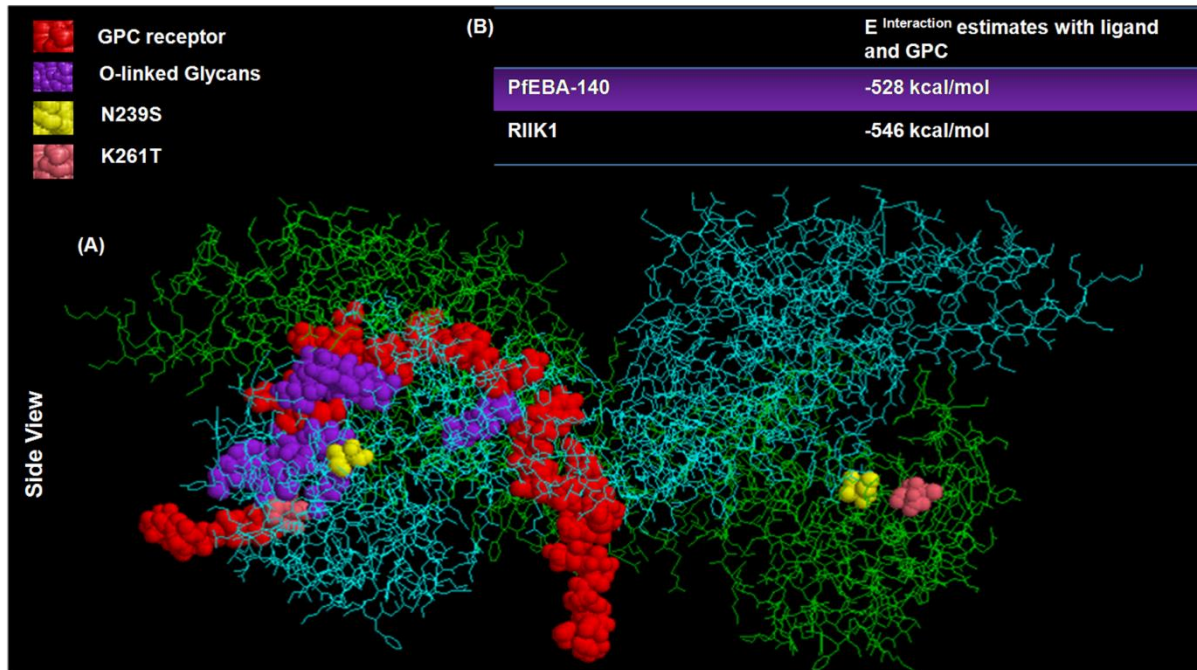 GPC receptor
O-linked Glycans
N239S
K261T
(B)
E Interaction estimates with ligand
and GPC
PfEBA-140 -528 kcal/mol
RIIK1 -546 kcal/mol
(A)
Side View